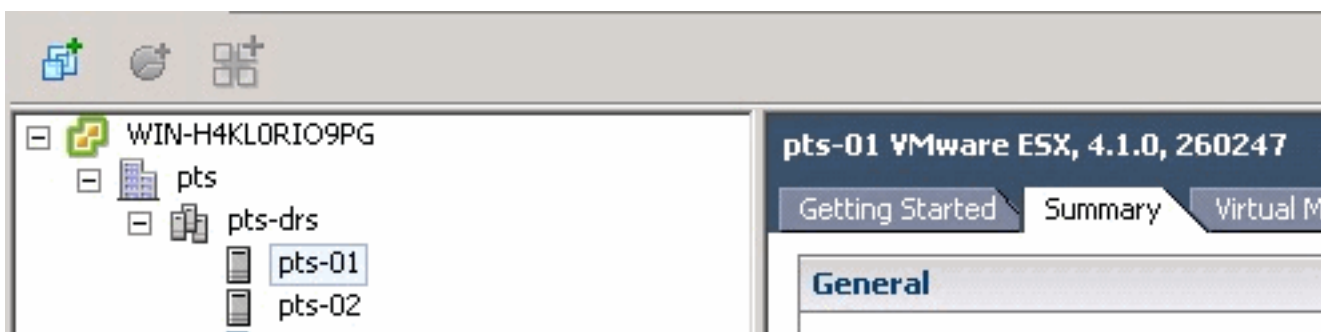 WIN-H4KL0RIO9PG
pts
pts-drs
pts-01
pts-02
pts-01 VMware ESX, 4.1.0, 260247
Getting Started
Summary
Virtual M
General